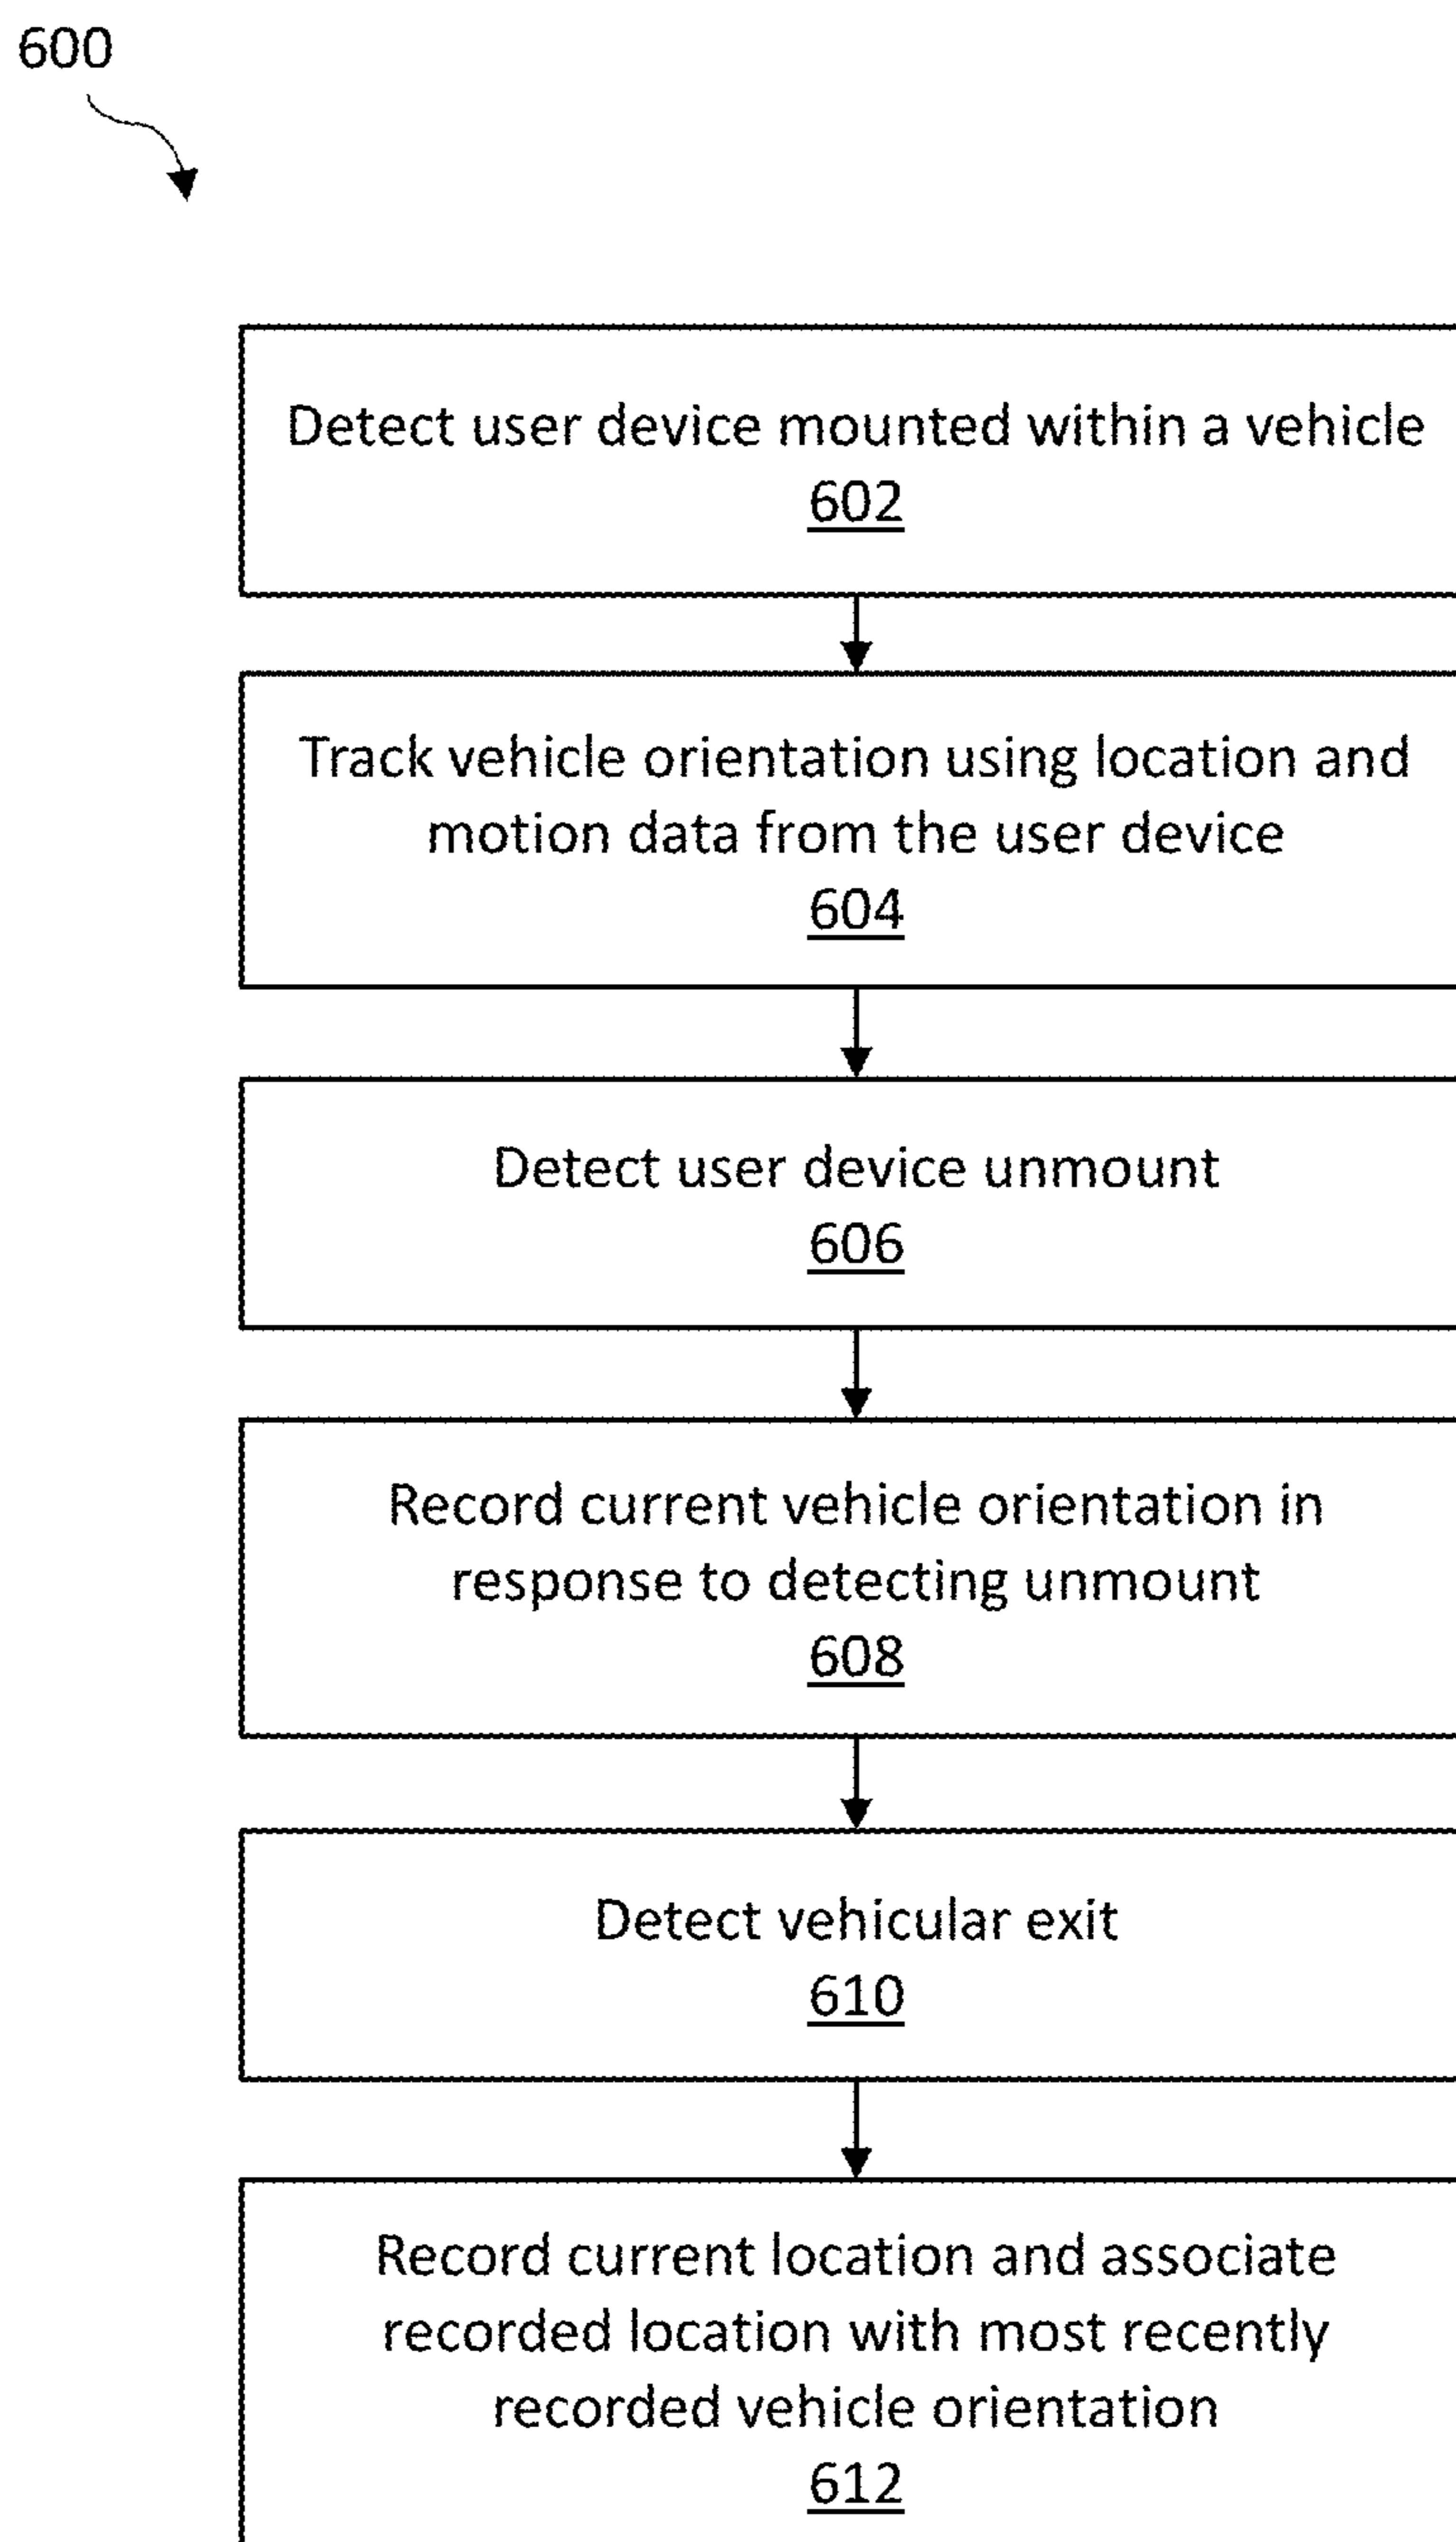 600
Detect user device mounted within a vehicle
602
Track vehicle orientation using location and
motion data from the user device
604
Detect user device unmount
606
Record current vehicle orientation in
response to detecting unmount
608
Detect vehicular exit
610
Record current location and associate
recorded location with most recently
recorded vehicle orientation
612